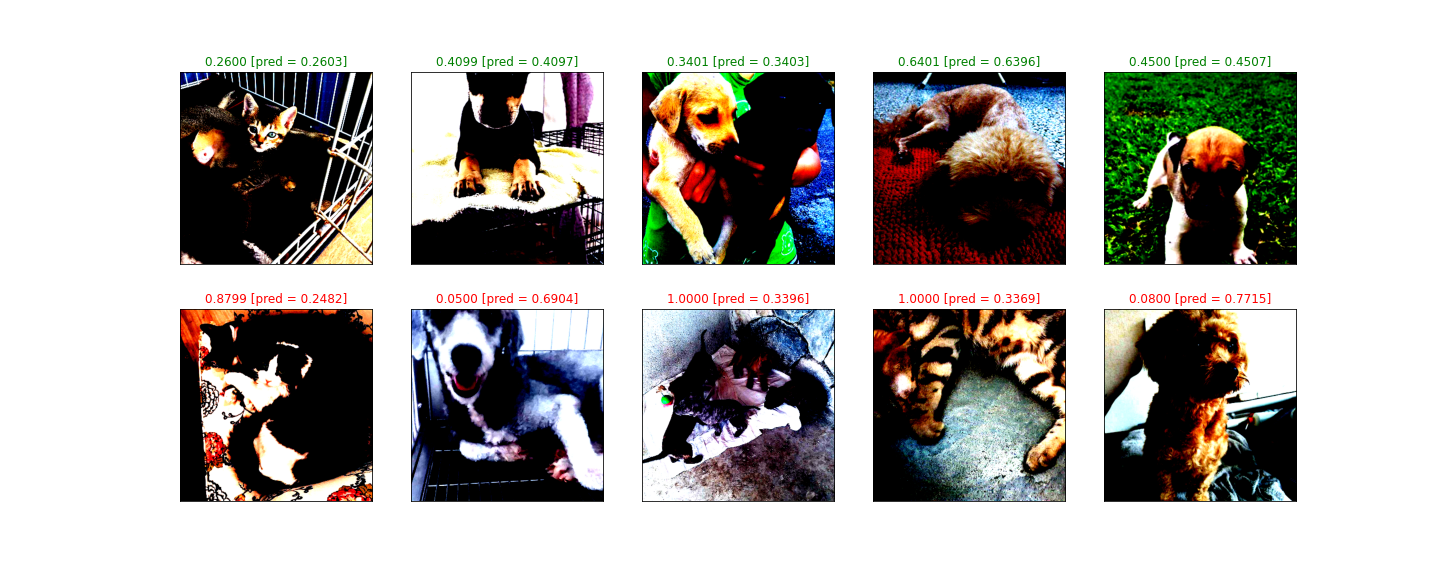 0.2600 [pred = 0.2603]
0.4099 [pred = 0.4097]
0.3401 [pred = 0.3403]
0.6401 [pred = 0.6396]
0.4500 [pred = 0.4507]
0.8799 [pred = 0.2482]
0.0500 [pred = 0.6904]
1.0000 [pred = 0.3396]
1.0000 [pred = 0.3369]
0.0800 [pred = 0.7715]